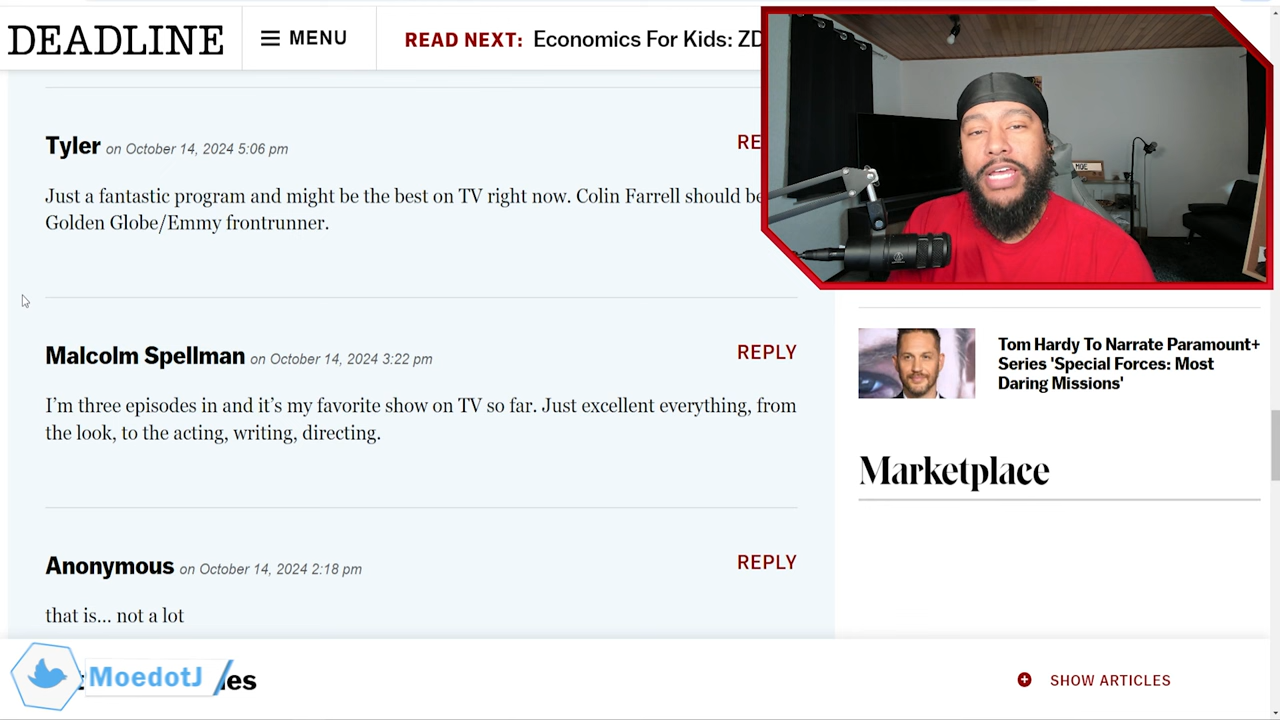 DEADLINE
MENU
READ NEXT: Economics For Kids: ZD
Tyler on October 14, 2024 5:06 pm
RE
Just a fantastic program and might be the best on TV right now. Colin Farrell should be
Golden Globe/Emmy frontrunner.
Malcolm Spellman on October 14, 2024 3:22 pm
REPLY
I'm three episodes in and it's my favorite show on TV so far. Just excellent everything, from
the look, to the acting, writing, directing.
Anonymous on October 14, 2024 2:18 pm
REPLY
that is... not a lot
MOE
Tom Hardy To Narrate Paramount+
Series 'Special Forces: Most
Daring Missions'
Marketplace
MoedotJ
les
SHOW ARTICLES